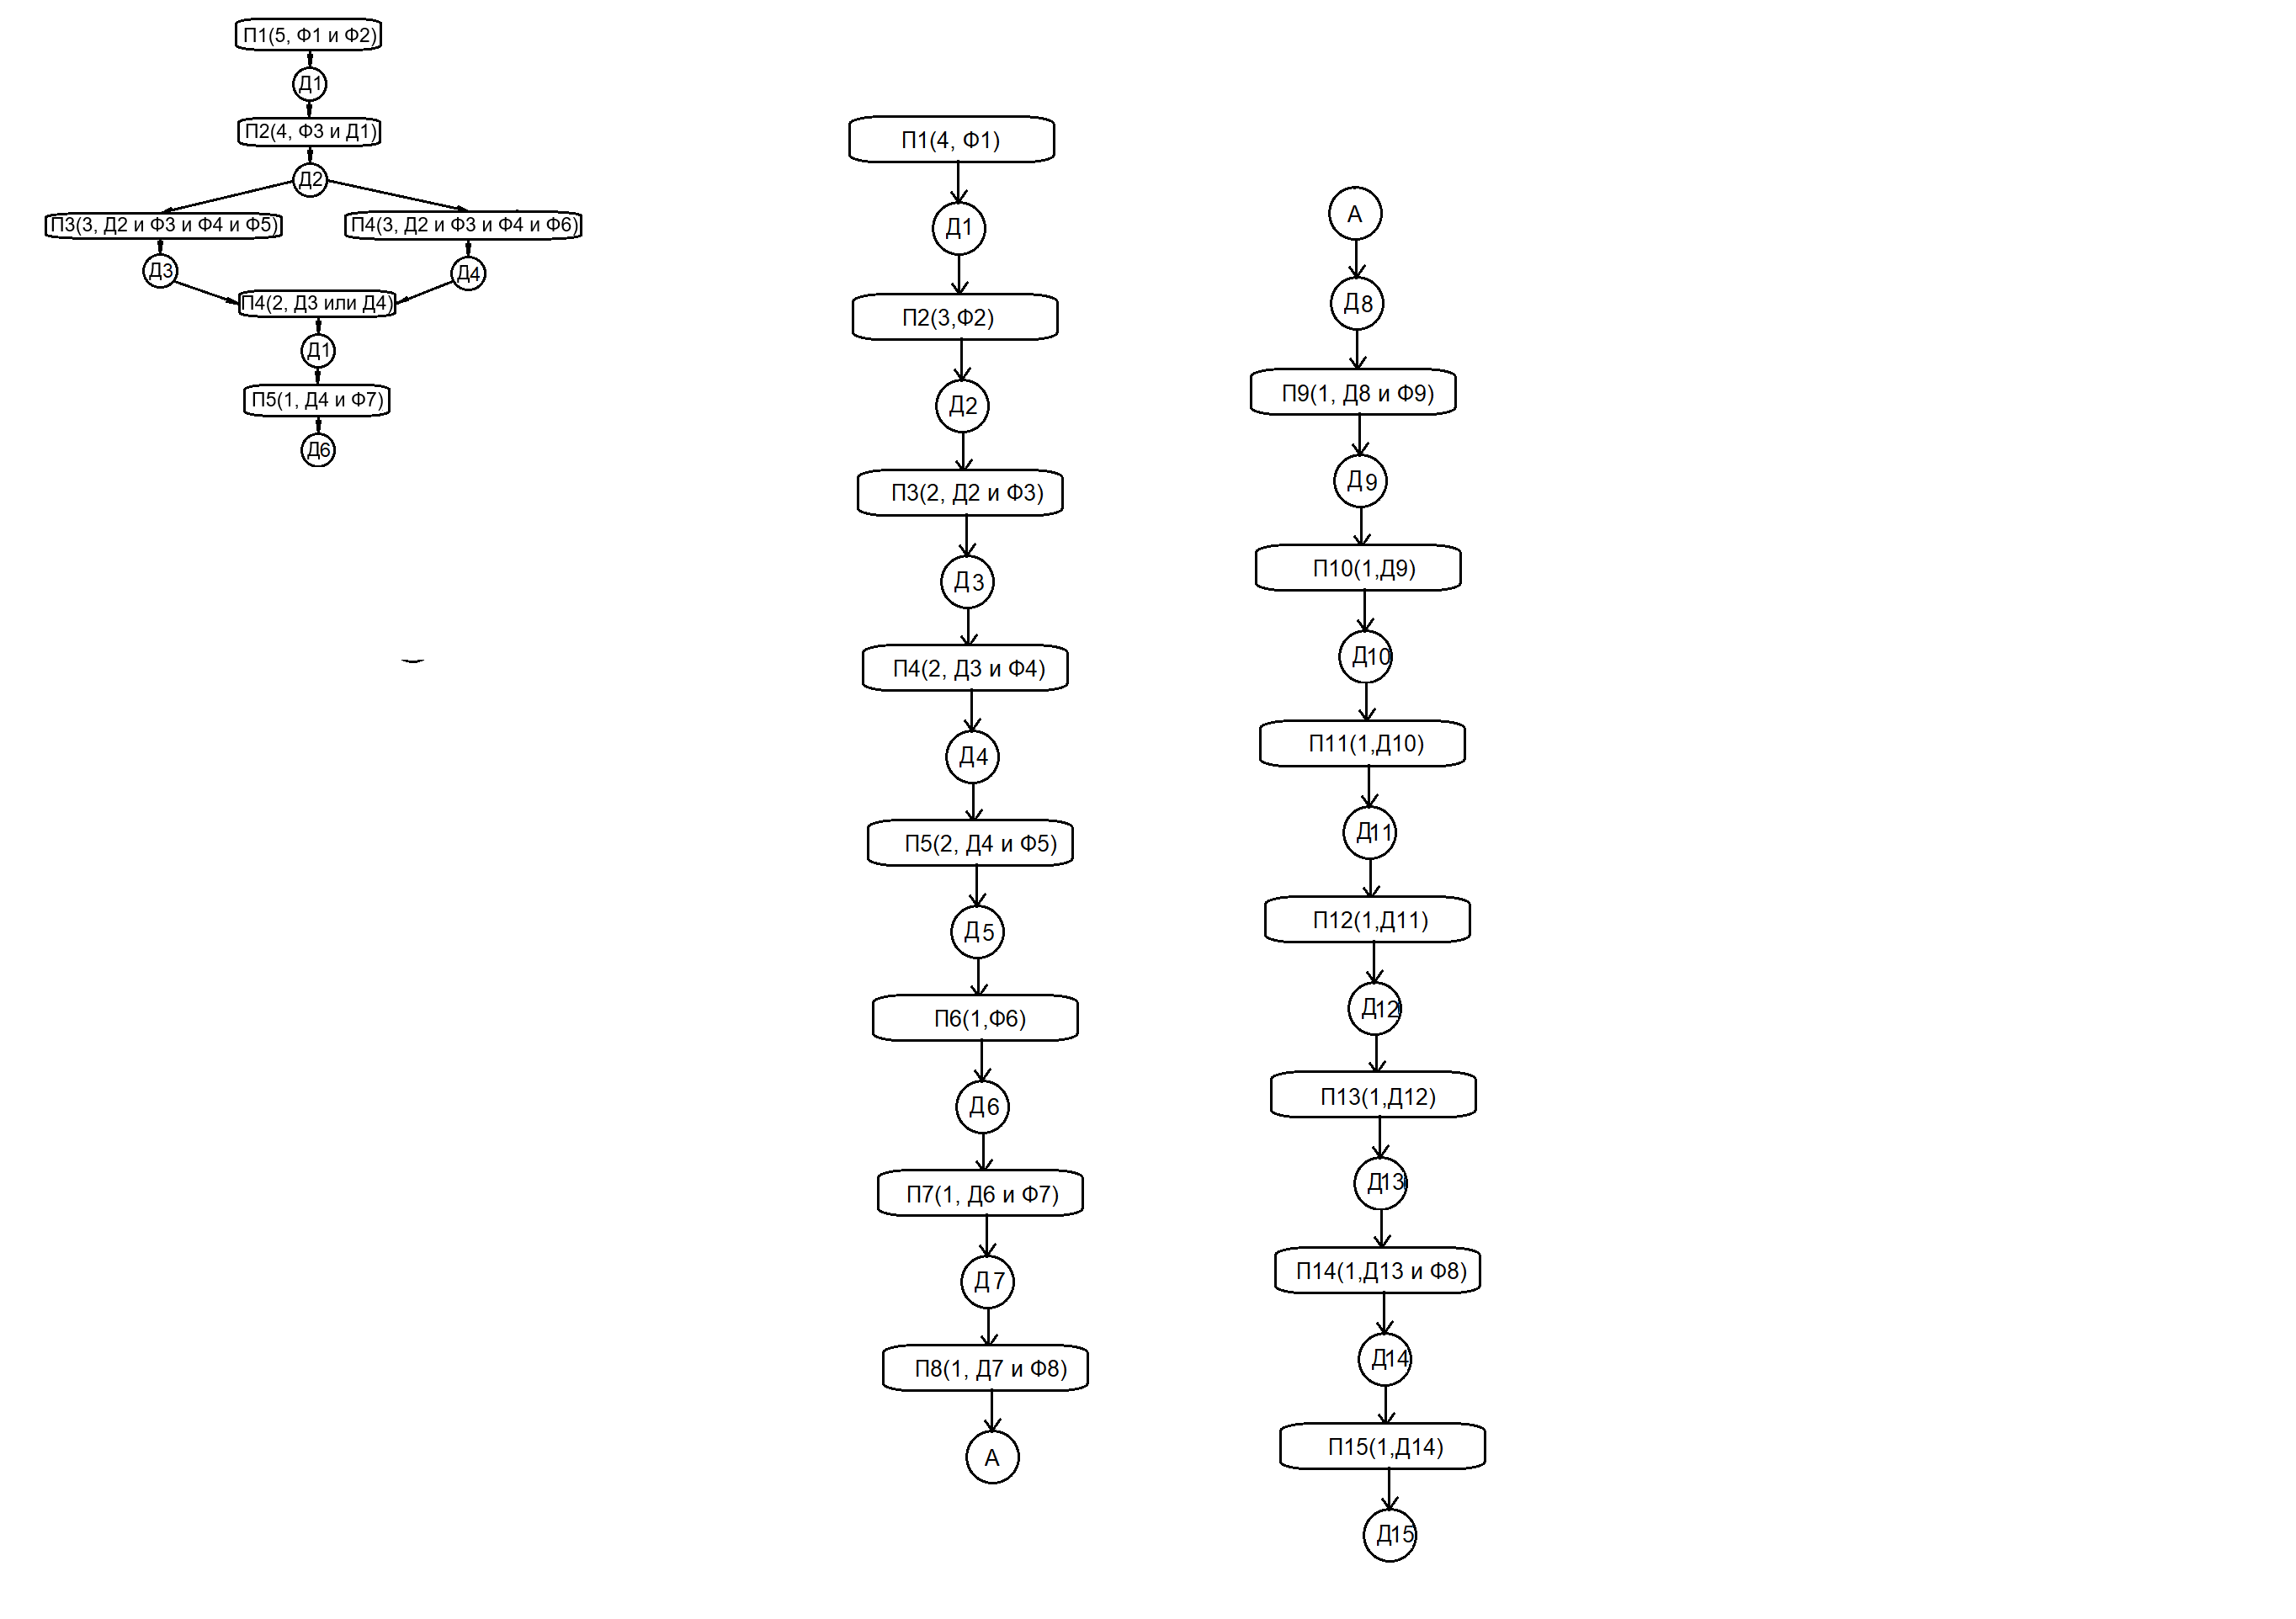 П1(5, Ф1 и Ф2)
Д1
П2(4, Ф3 и Д1)
Д2
П3(3, Д2 и Ф3 и Ф4 и Ф5)
П4(3, Д2 и Ф3 и Ф4 и Ф6)
Д3
Д4
П4(2, Д3 или Д4)
Д1
П5(1, Д4 и Ф7)
Д6
П1(4, Ф1)
Д1
П2(3,Ф2)
Д2
П3(2, Д2 и Ф3)
Д3
П4(2, Д3 и Ф4)
Д4
П5(2, Д4 и Ф5)
Д5
П6(1,Ф6)
Д6
П7(1, Д6 и Ф7)
Д7
П8(1, Д7 и Ф8)
А
А
Д8
П9(1, Д8 и Ф9)
Д9
П10(1,Д9)
Д10
П11(1,Д10)
Д11
П12(1,Д11)
Д12
П13(1,Д12)
Д13
П14(1,Д13 и Ф8)
Д14
П15(1,Д14)
Д15